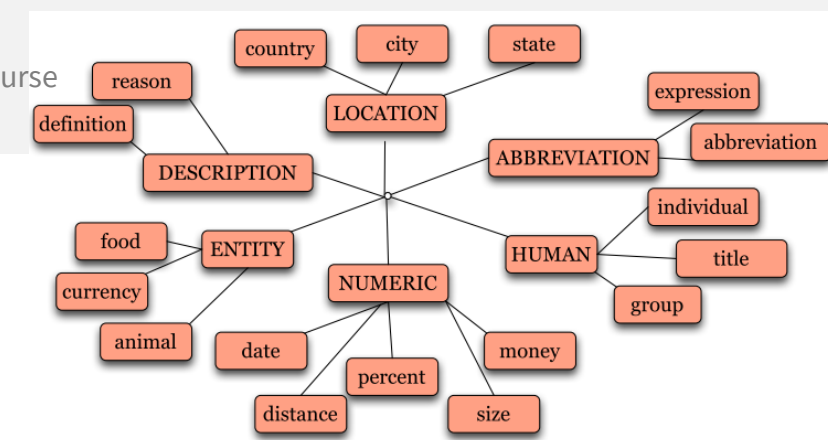 country
city
state
urse
reason
expression
definition
LOCATION
abbreviation
ABBREVIATION
DESCRIPTION
individual
food
ENTITY
HUMAN
title
currency
NUMERIC
group
animal
date
money
percent
distance
size